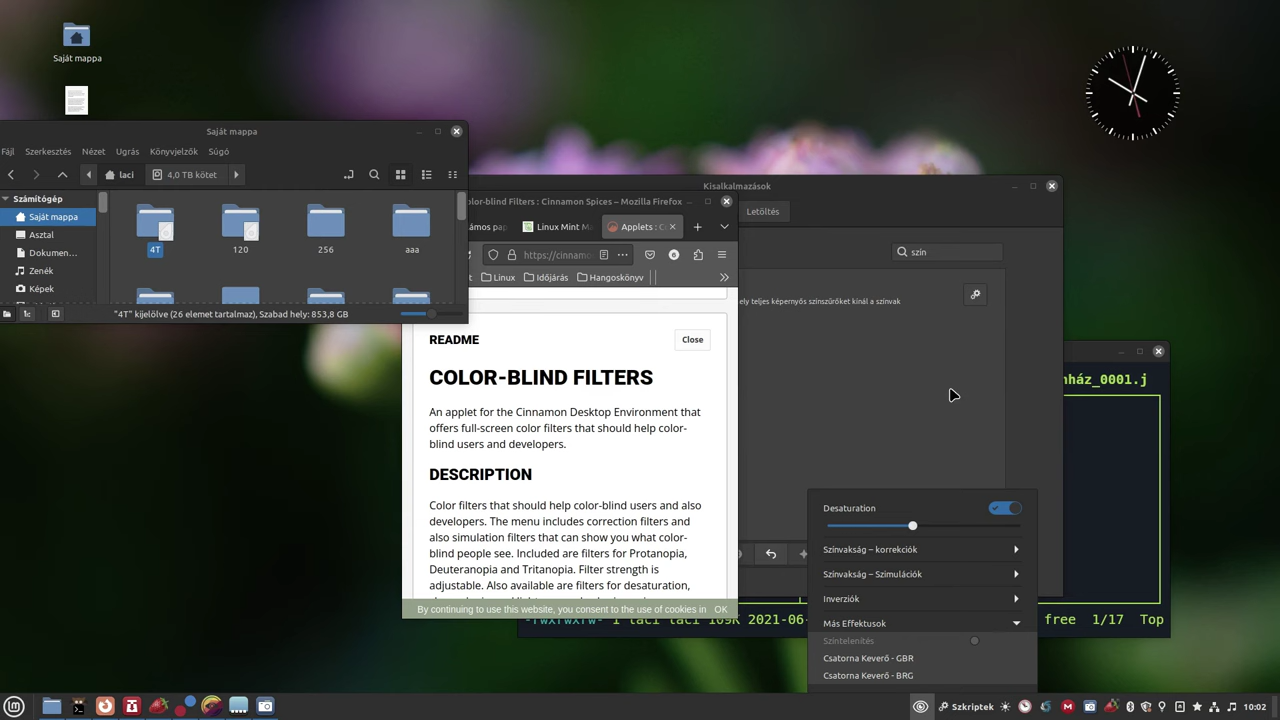 Saját mappa
Saját mappa
Fájl Szerkesztés Nézet Ugrás Könyvjelzők Súgó
laci 4,0 TB kötet
Számítógép
Saját mappa
Asztal
Dokumen...
Zenék
Képek
4T 120 256 aaa
"4T" kijelölve (26 elemet tartalmaz), Szabad hely: 853,8 GB
Kisalkalmazások
Letöltés
szín
ely teljes képernyős színszűrőket kínál a színvak
olor-blind Filters : Cinnamon Spices – Mozilla Firefox
ámos pap Linux Mint Ma Applets : Ci
https://cinnamo
Linux Időjárás Hangoskönyv
README
Close
COLOR-BLIND FILTERS
An applet for the Cinnamon Desktop Environment that
offers full-screen color filters that should help color-
blind users and developers.
DESCRIPTION
Color filters that should help color-blind users and also
developers. The menu includes correction filters and
also simulation filters that can show you what color-
blind people see. Included are filters for Protanopia,
Deuteranopia and Tritanopia. Filter strength is
adjustable. Also available are filters for desaturation,
By continuing to use this website, you consent to the use of cookies in OK
nház_0001.j
-rwxrwxrw- 1 laci laci 109K 2021-06-
free 1/17 Top
Desaturation
Színvakság – korrekciók
Színvakság – Szimulációk
Inverziók
Más Effektusok
Színtelenítés
Csatorna Keverő - GBR
Csatorna Keverő - BRG
Szkriptek
10:02